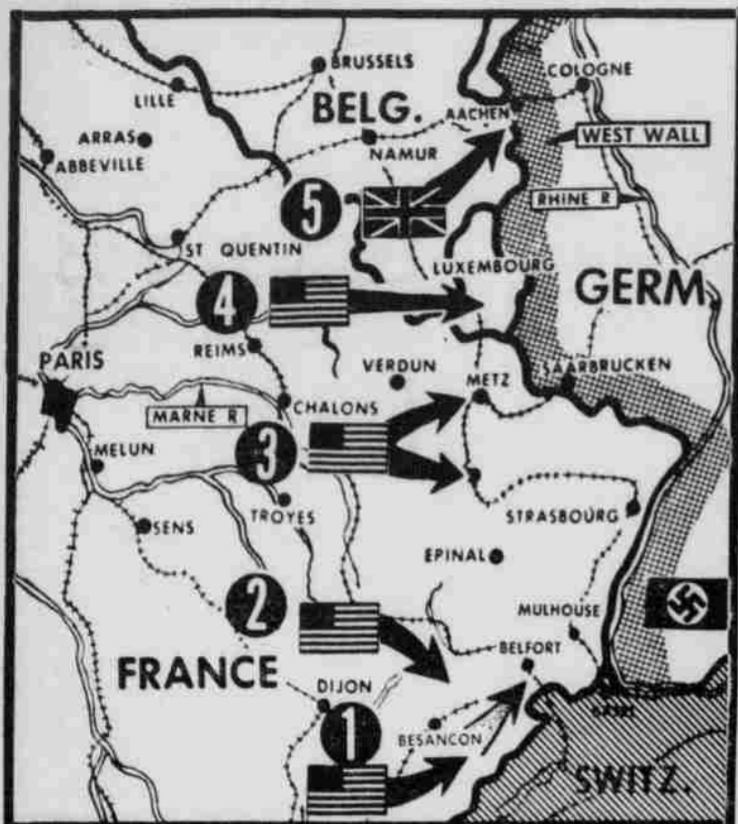 BRUSSELS
COLOGNE
LILLE
BELG.
AACHEN
ARRAS
WEST WALL
ABBEVILLE
NAMUR
5
RHINE R
ST QUENTIN
LUXEMBOURG
GERM
4
REIMS
PARIS
VERDUN
SAARBRUCKEN
METZ
MARNE R
CHALONS
3
MELUN
TROYES
STRASBOURG
SENS
EPINAL
2
MULHOUSE
BELFORT
FRANCE
DIJON
1
BESANCON
SWITZ.